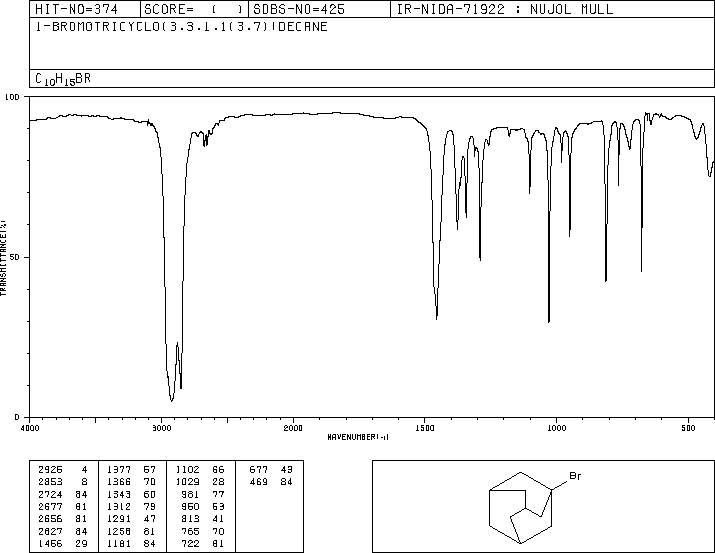 HIT-NO=374 SCORE= ( ) SDBS-NO=425 IR-NIDA-71922 : NUJOL MULL
1-BROMOTRICYCLO(3.3.1.1(3.7))DECANE
C10H15BR
100
50
0
TRANSMITTANCE(%)
4000 3000 2000 1500 1000 500
WAVENUMBER(-1)
2925 4 1377 57 1102 66 677 43
2853 8 1366 70 1029 28 469 84
2724 84 1343 60 981 77
2677 81 1312 79 950 53
2656 81 1291 47 813 41
2627 84 1258 81 765 70
1456 29 1181 84 722 81
Br